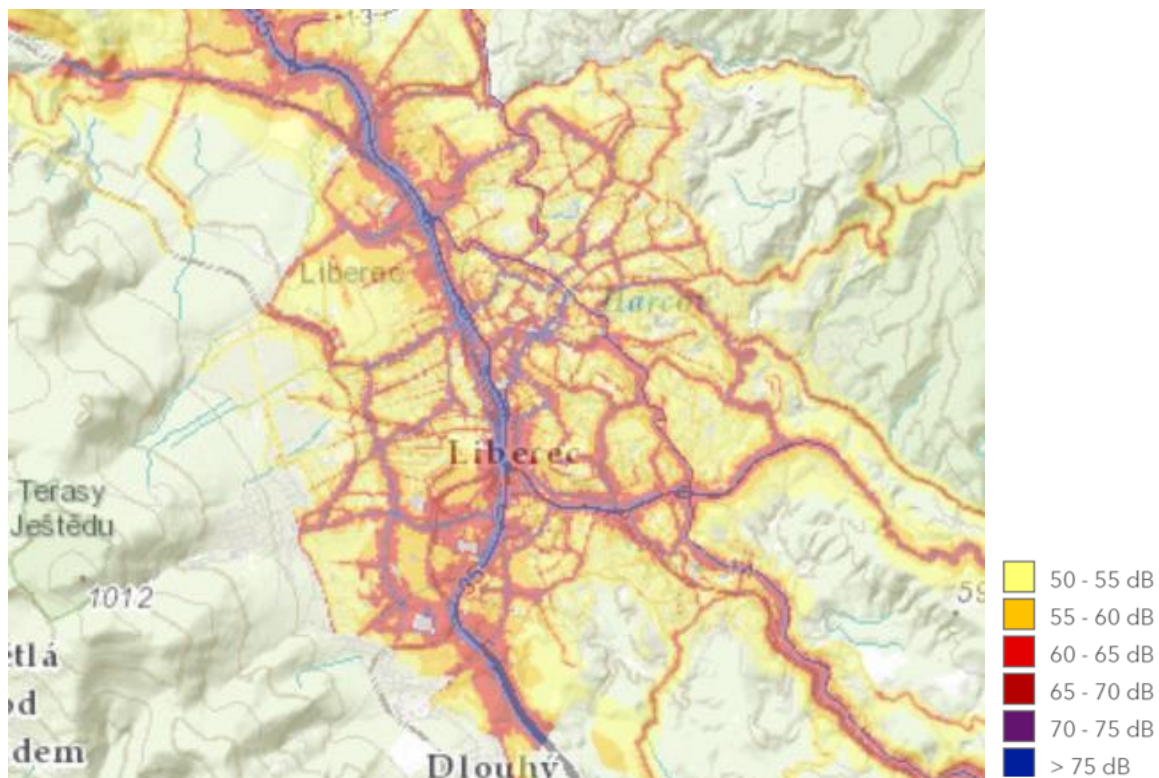 Liberec
Harcov
Liberec
Terasy
Ještědu
1012
59
ětlá
od
dem
Dlouhý
50 - 55 dB
55 - 60 dB
60 - 65 dB
65 - 70 dB
70 - 75 dB
> 75 dB